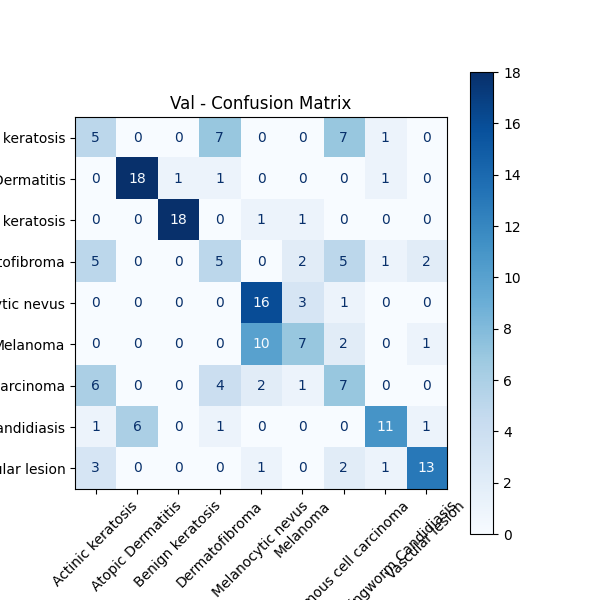 Val - Confusion Matrix
keratosis 5 0 0 7 0 0 7 1 0
Dermatitis 0 18 1 1 0 0 0 1 0
keratosis 0 0 18 0 1 1 0 0 0
tofibroma 5 0 0 5 0 2 5 1 2
ytic nevus 0 0 0 0 16 3 1 0 0
Melanoma 0 0 0 0 10 7 2 0 1
arcinoma 6 0 0 4 2 1 7 0 0
andidiasis 1 6 0 1 0 0 0 11 1
ular lesion 3 0 0 0 1 0 2 1 13
Actinic keratosis
Atopic Dermatitis
Benign keratosis
Dermatofibroma
Melanocytic nevus
Melanoma
mous cell carcinoma
ngworm Candidiasis
Vascular lesion
18
16
14
12
10
8
6
4
2
0